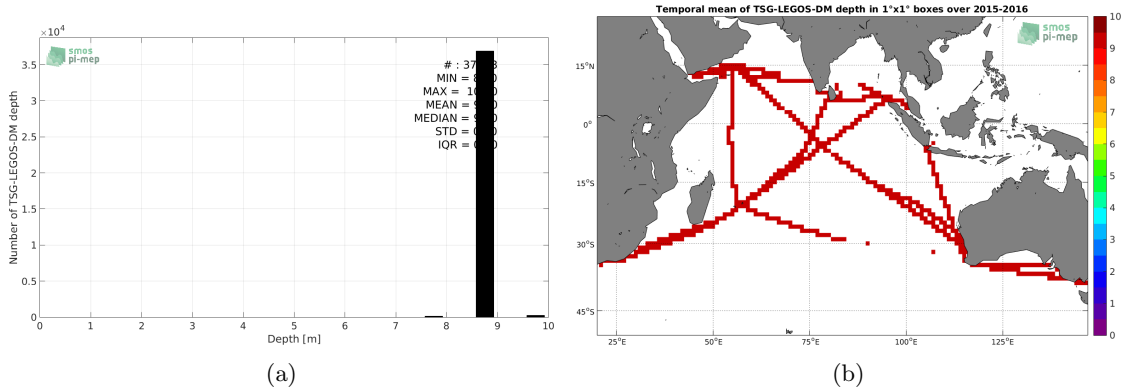 smos
pi-mep
×10⁴
# :
MIN =
MAX =
MEAN
MEDIAN
STD
IQR
3.5
3
2.5
2
1.5
1
0.5
0
Number of TSG-LEGOS-DM depth
0 1 2 3 4 5 6 7 8 9 10
Depth [m]
(a)
Temporal mean of TSG-LEGOS-DM depth in 1°x1° boxes over 2015-2016
smos
pi-mep
15°N
0°
15°S
30°S
45°S
25°E 50°E 75°E 100°E 125°E
10
9
8
7
6
5
4
3
2
1
0
(b)